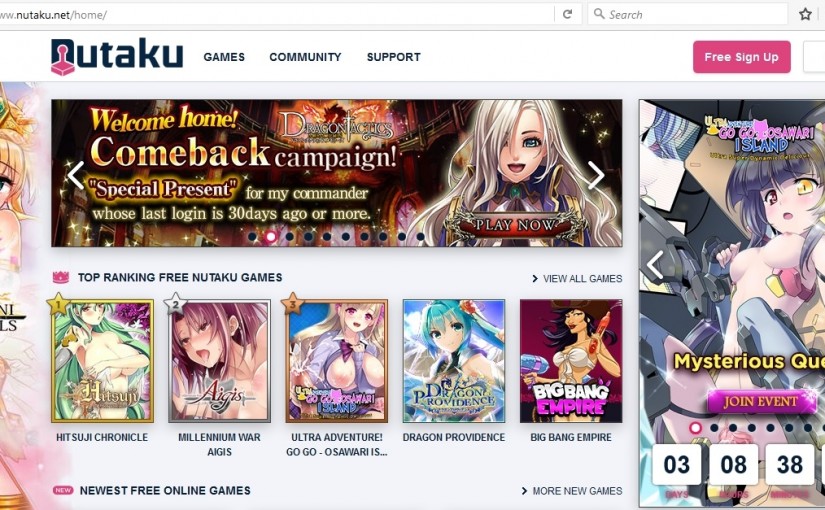 www.nutaku.net/home/
Search
nutaku
GAMES
COMMUNITY
SUPPORT
Free Sign Up
Welcome home!
DRAGON TACTICS
Comeback campaign!
"Special Present" for my commander
whose last login is 30days ago or more.
PLAY NOW
GO GO! OSAWARI
ISLAND
Mysterious Que
JOIN EVENT
03
08
38
DAYS
HOURS
TOP RANKING FREE NUTAKU GAMES
VIEW ALL GAMES
1
2
3
Hitsuji
Aigis
GO GO! OSAWARI
ISLAND
DRAGON
PROVIDENCE
BIG BANG
EMPIRE
HITSUJI CHRONICLE
MILLENNIUM WAR
AIGIS
ULTRA ADVENTURE!
GO GO - OSAWARI IS...
DRAGON PROVIDENCE
BIG BANG EMPIRE
NEW
NEWEST FREE ONLINE GAMES
MORE NEW GAMES